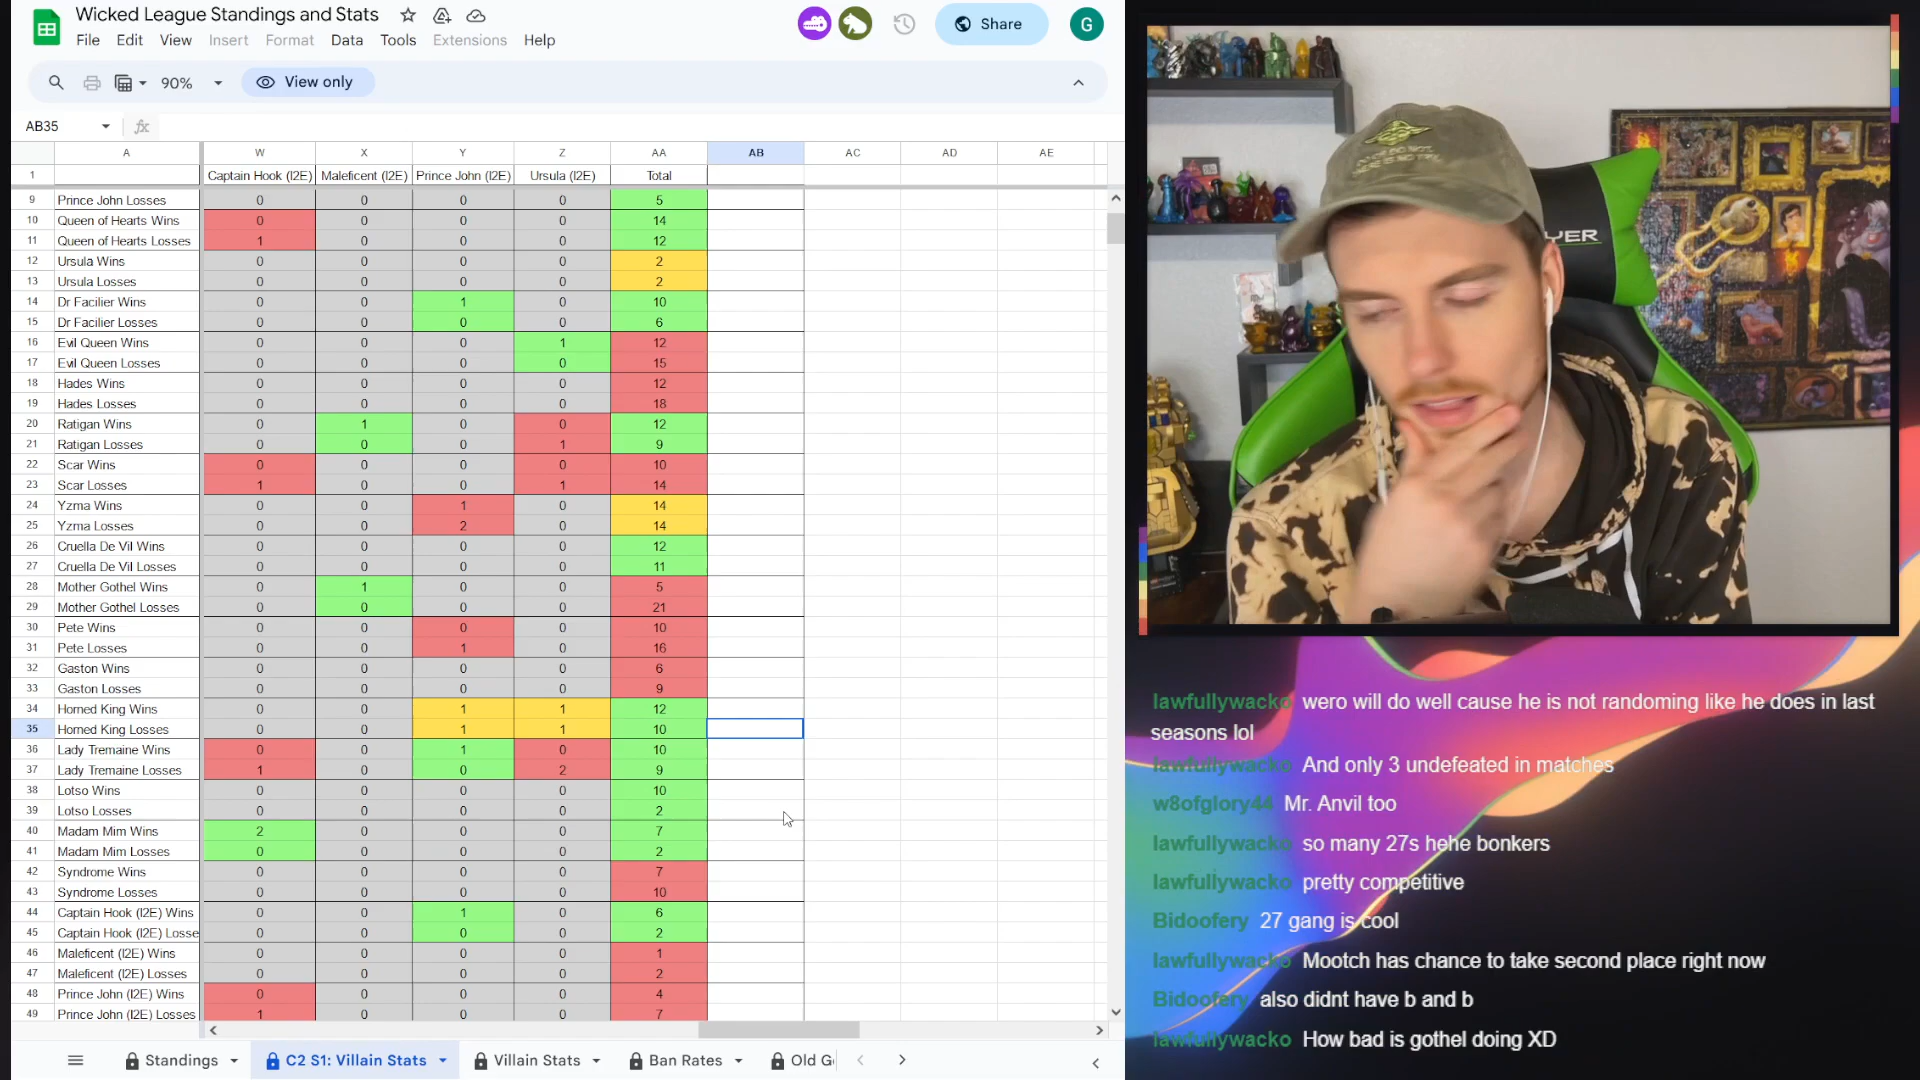 Wicked League Standings and Stats
File Edit View Insert Format Data Tools Extensions Help
Share
G
90%
View only
AB35
fx
A W X Y Z AA AB AC AD AE
1 Captain Hook (I2E) Maleficent (I2E) Prince John (I2E) Ursula (I2E) Total
9 Prince John Losses 0 0 0 0 5
10 Queen of Hearts Wins 0 0 0 0 14
11 Queen of Hearts Losses 1 0 0 0 12
12 Ursula Wins 0 0 0 0 2
13 Ursula Losses 0 0 0 0 2
14 Dr Facilier Wins 0 0 1 0 10
15 Dr Facilier Losses 0 0 0 0 6
16 Evil Queen Wins 0 0 0 1 12
17 Evil Queen Losses 0 0 0 0 15
18 Hades Wins 0 0 0 0 12
19 Hades Losses 0 0 0 0 18
20 Ratigan Wins 0 1 0 0 12
21 Ratigan Losses 0 0 0 1 9
22 Scar Wins 0 0 0 0 10
23 Scar Losses 1 0 0 1 14
24 Yzma Wins 0 0 1 0 14
25 Yzma Losses 0 0 2 0 14
26 Cruella De Vil Wins 0 0 0 0 12
27 Cruella De Vil Losses 0 0 0 0 11
28 Mother Gothel Wins 0 1 0 0 5
29 Mother Gothel Losses 0 0 0 0 21
30 Pete Wins 0 0 0 0 10
31 Pete Losses 0 0 1 0 16
32 Gaston Wins 0 0 0 0 6
33 Gaston Losses 0 0 0 0 9
34 Horned King Wins 0 0 1 1 12
35 Horned King Losses 0 0 1 1 10
36 Lady Tremaine Wins 0 0 1 0 10
37 Lady Tremaine Losses 1 0 0 2 9
38 Lotso Wins 0 0 0 0 10
39 Lotso Losses 0 0 0 0 2
40 Madam Mim Wins 2 0 0 0 7
41 Madam Mim Losses 0 0 0 0 2
42 Syndrome Wins 0 0 0 0 7
43 Syndrome Losses 0 0 0 0 10
44 Captain Hook (I2E) Wins 0 0 1 0 6
45 Captain Hook (I2E) Losse 0 0 0 0 2
46 Maleficent (I2E) Wins 0 0 0 0 1
47 Maleficent (I2E) Losses 0 0 0 0 2
48 Prince John (I2E) Wins 0 0 0 0 4
49 Prince John (I2E) Losses 1 0 0 0 7
Standings C2 S1: Villain Stats Villain Stats Ban Rates Old G
YER
lawfullywacko wero will do well cause he is not randoming like he does in last
seasons lol
lawfullywacko And only 3 undefeated in matches
w8ofglory44 Mr. Anvil too
lawfullywacko so many 27s hehe bonkers
lawfullywacko pretty competitive
Bidoofery 27 gang is cool
lawfullywacko Mootch has chance to take second place right now
Bidoofery also didnt have b and b
lawfullywacko How bad is gothel doing XD